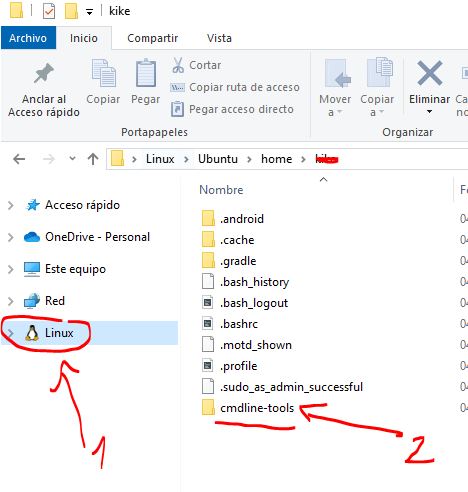 kike
Archivo Inicio Compartir Vista
Anclar al Acceso rápido
Copiar
Pegar
Cortar
Copiar ruta de acceso
Pegar acceso directo
Mover a
Copiar a
Eliminar
Portapapeles
Organizar
Linux Ubuntu home
Nombre
Acceso rápido
OneDrive - Personal
Este equipo
Red
Linux
.android
.cache
.gradle
.bash_history
.bash_logout
.bashrc
.motd_shown
.profile
.sudo_as_admin_successful
cmdline-tools
1
2